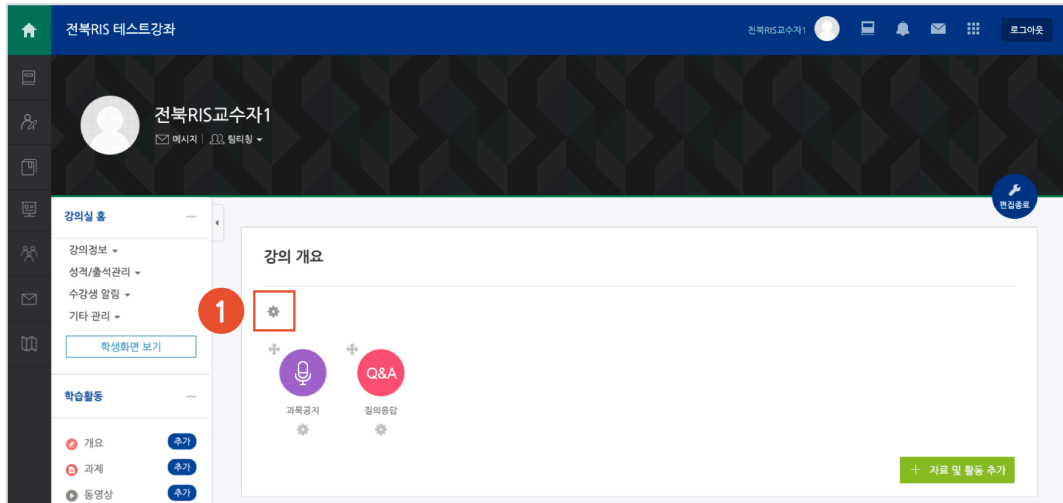 전북RIS 테스트강좌
전북RIS교수자1
로그아웃
전북RIS교수자1
메시지 | 팀티칭
편집종료
강의실 홈
강의정보
성적/출석관리
수강생 알림
기타 관리
학생화면 보기
학습활동
개요 추가
과제 추가
동영상 추가
강의 개요
1
Q&A
과목공지
질의응답
+ 자료 및 활동 추가